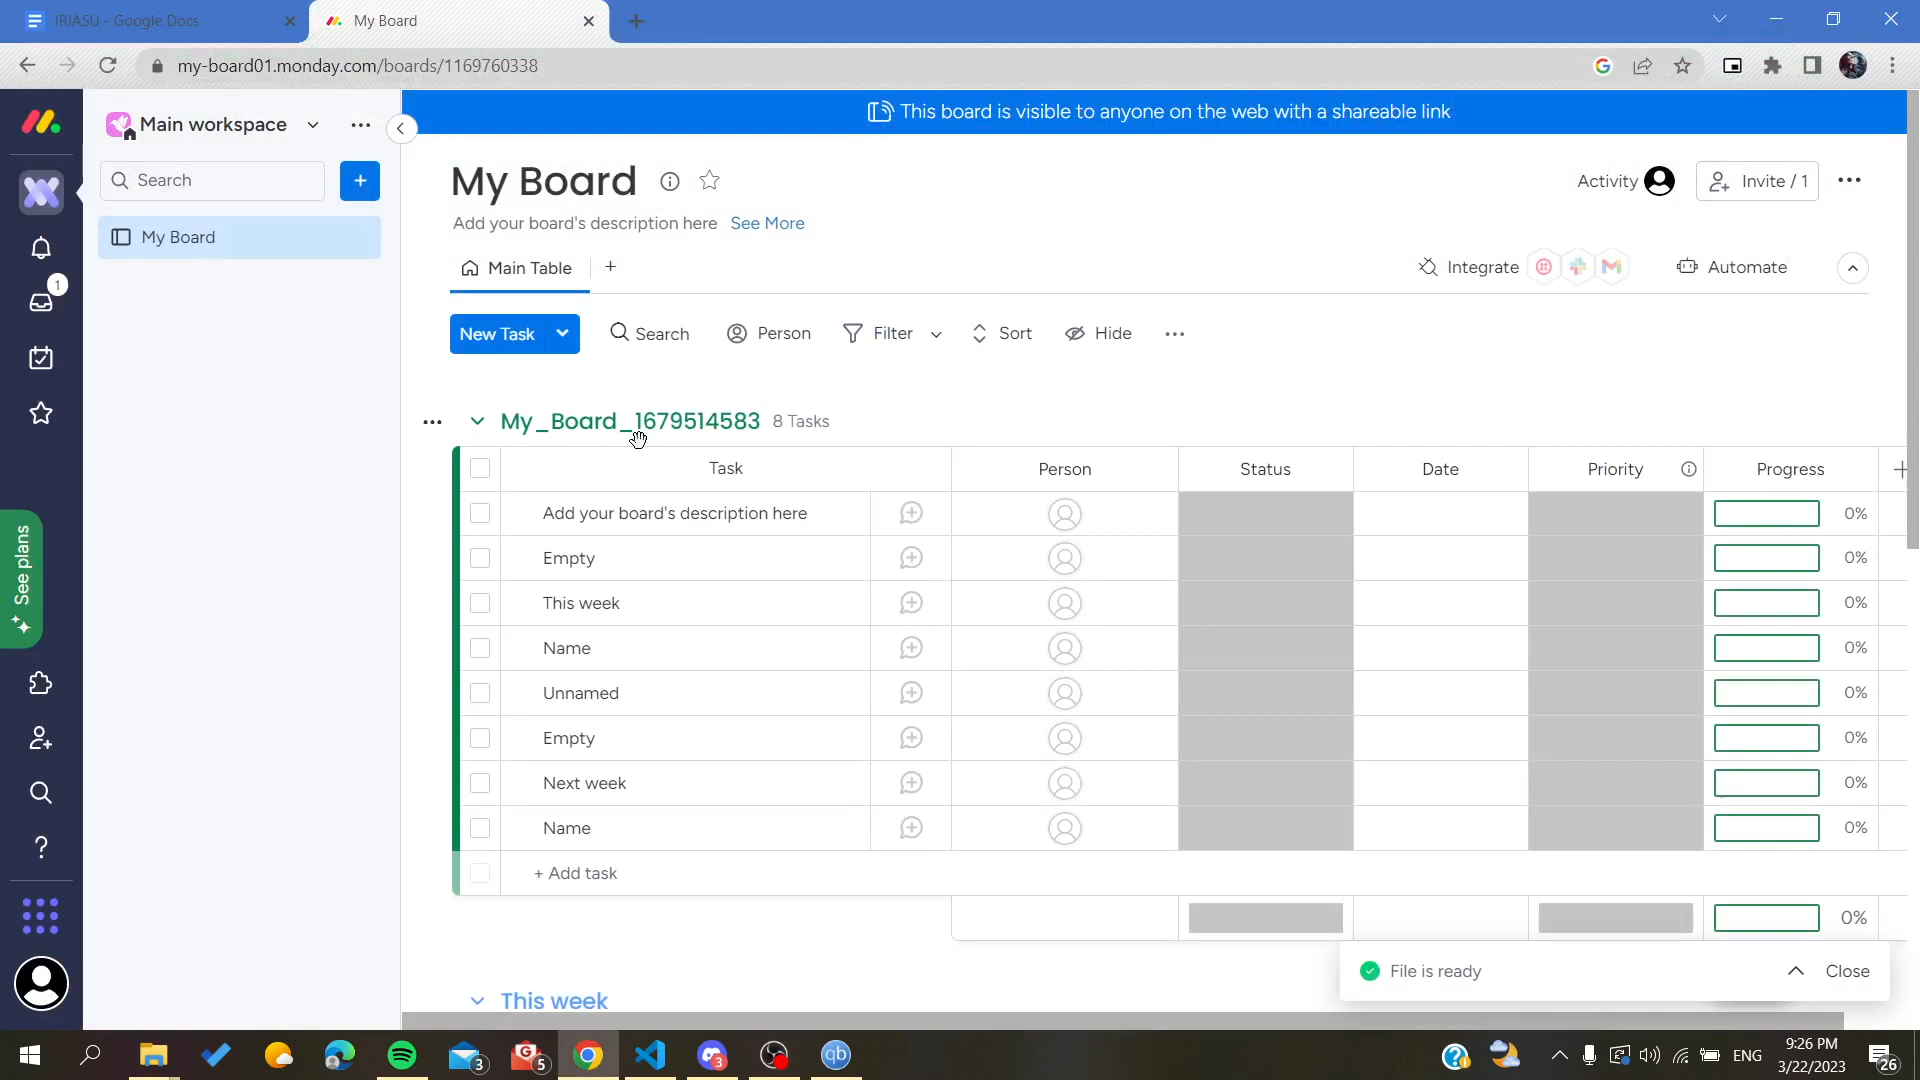 IRIASU - Google Docs
My Board
my-board01.monday.com/boards/1169760338
Main workspace
Search
My Board
1
See plans
This board is visible to anyone on the web with a shareable link
My Board
Activity
Invite / 1
Add your board's description here See More
Main Table
Integrate
Automate
New Task
Search
Person
Filter
Sort
Hide
My_Board_1679514583 8 Tasks
Task Person Status Date Priority Progress
Add your board's description here 0%
Empty 0%
This week 0%
Name 0%
Unnamed 0%
Empty 0%
Next week 0%
Name 0%
+ Add task
0%
File is ready
Close
This week
3
G 5
3
qb
ENG
9:26 PM
3/22/2023
26